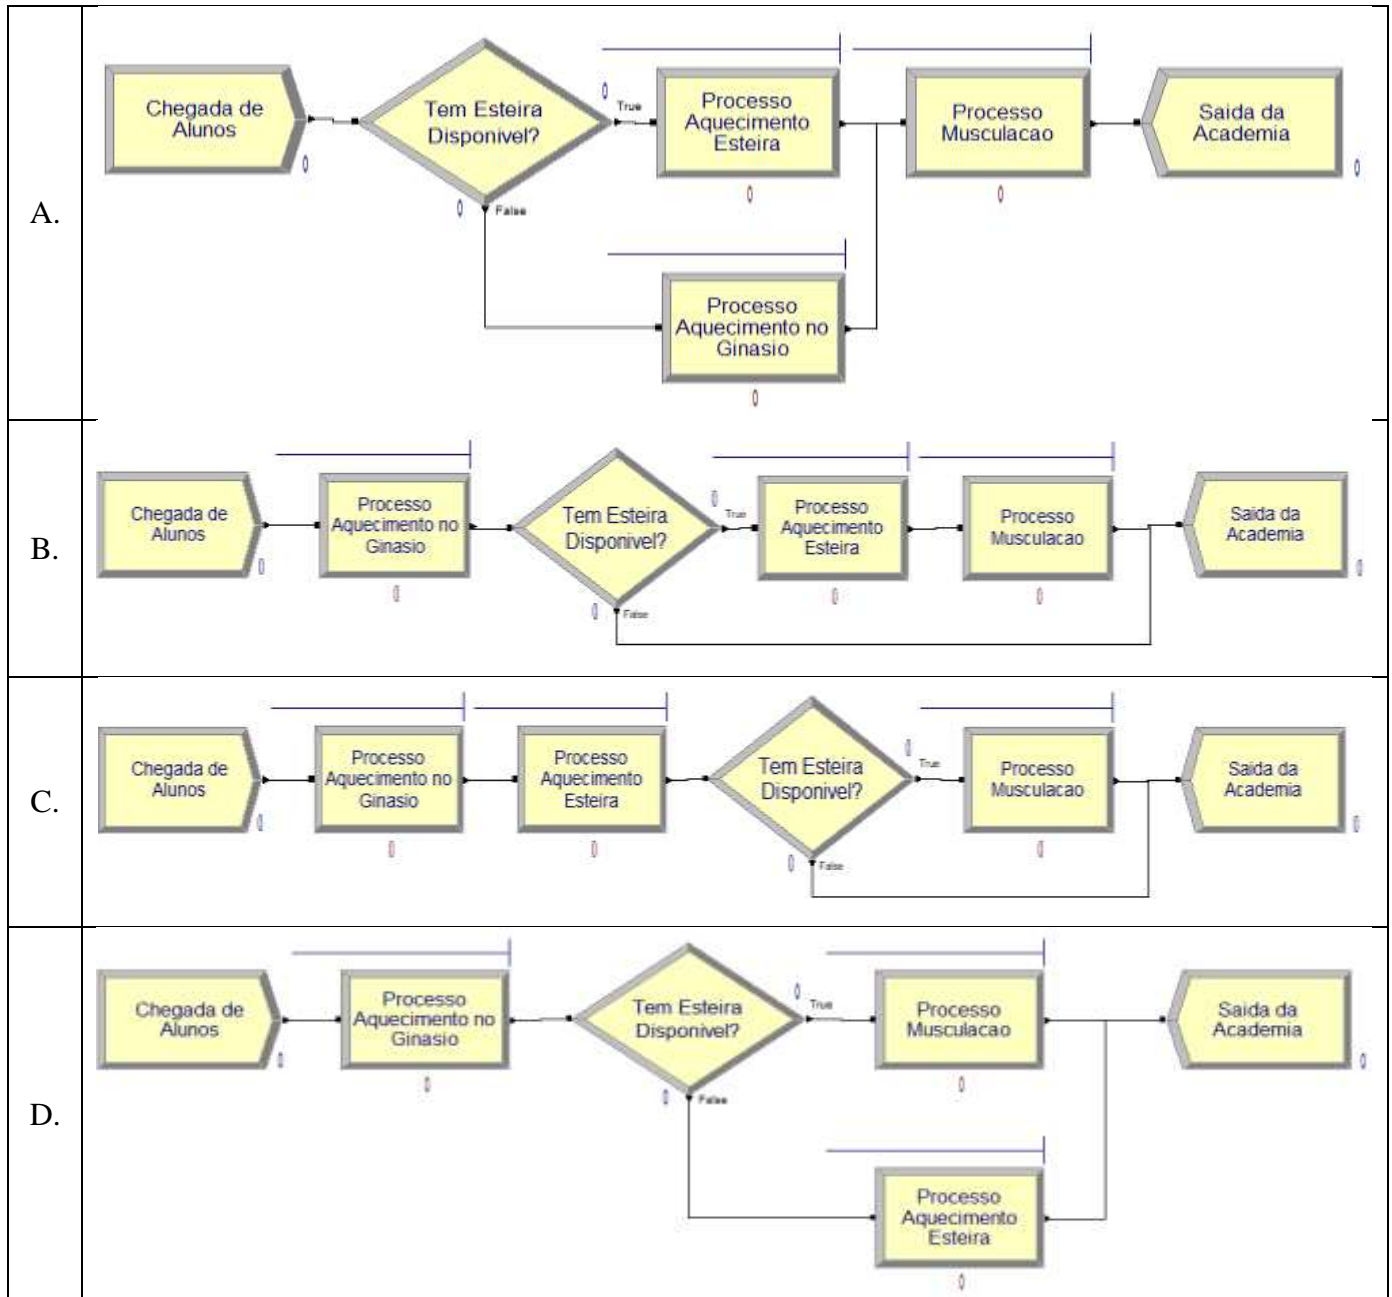 A.
Chegada de
Alunos
0
Tem Esteira
Disponivel?
0
True
0
False
Processo
Aquecimento
Esteira
0
Processo
Musculacao
0
Saida da
Academia
0
Processo
Aquecimento no
Ginasio
0
B.
Chegada de
Alunos
0
Processo
Aquecimento no
Ginasio
0
Tem Esteira
Disponivel?
0
True
0
False
Processo
Aquecimento
Esteira
0
Processo
Musculacao
0
Saida da
Academia
0
C.
Chegada de
Alunos
0
Processo
Aquecimento no
Ginasio
0
Processo
Aquecimento
Esteira
0
Tem Esteira
Disponivel?
0
True
0
False
Processo
Musculacao
0
Saida da
Academia
0
D.
Chegada de
Alunos
0
Processo
Aquecimento no
Ginasio
0
Tem Esteira
Disponivel?
0
True
0
False
Processo
Musculacao
0
Saida da
Academia
0
Processo
Aquecimento
Esteira
0